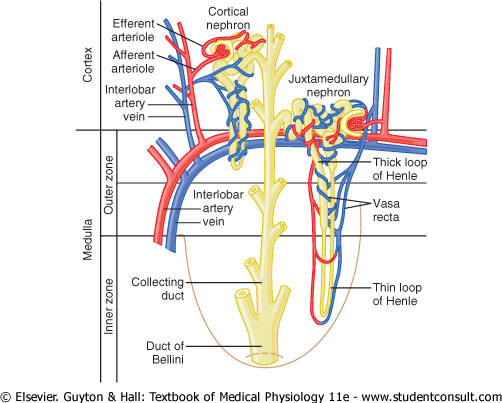 Cortical
nephron
Efferent
arteriole
Afferent
arteriole
Juxtamedullary
nephron
Interlobar
artery
vein
Cortex
Thick loop
of Henle
Outer zone
Interlobar
artery
vein
Vasa
recta
Medulla
Inner zone
Collecting
duct
Thin loop
of Henle
Duct of
Bellini
© Elsevier. Guyton & Hall: Textbook of Medical Physiology 11e - www.studentconsult.com